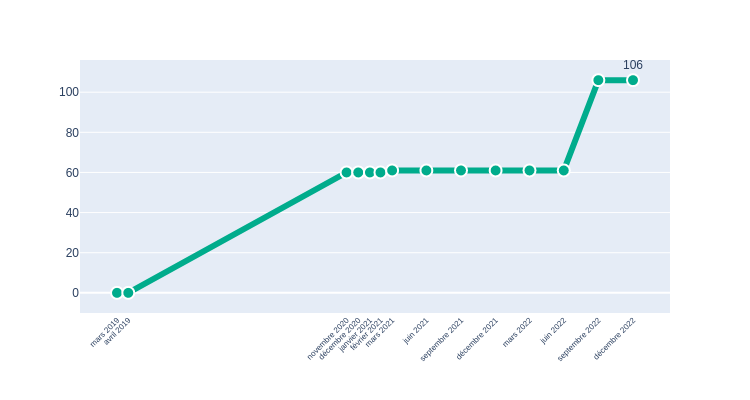 106
100
80
60
40
20
0
mars 2019
avril 2019
novembre 2020
décembre 2020
janvier 2021
février 2021
mars 2021
juin 2021
septembre 2021
décembre 2021
mars 2022
juin 2022
septembre 2022
décembre 2022